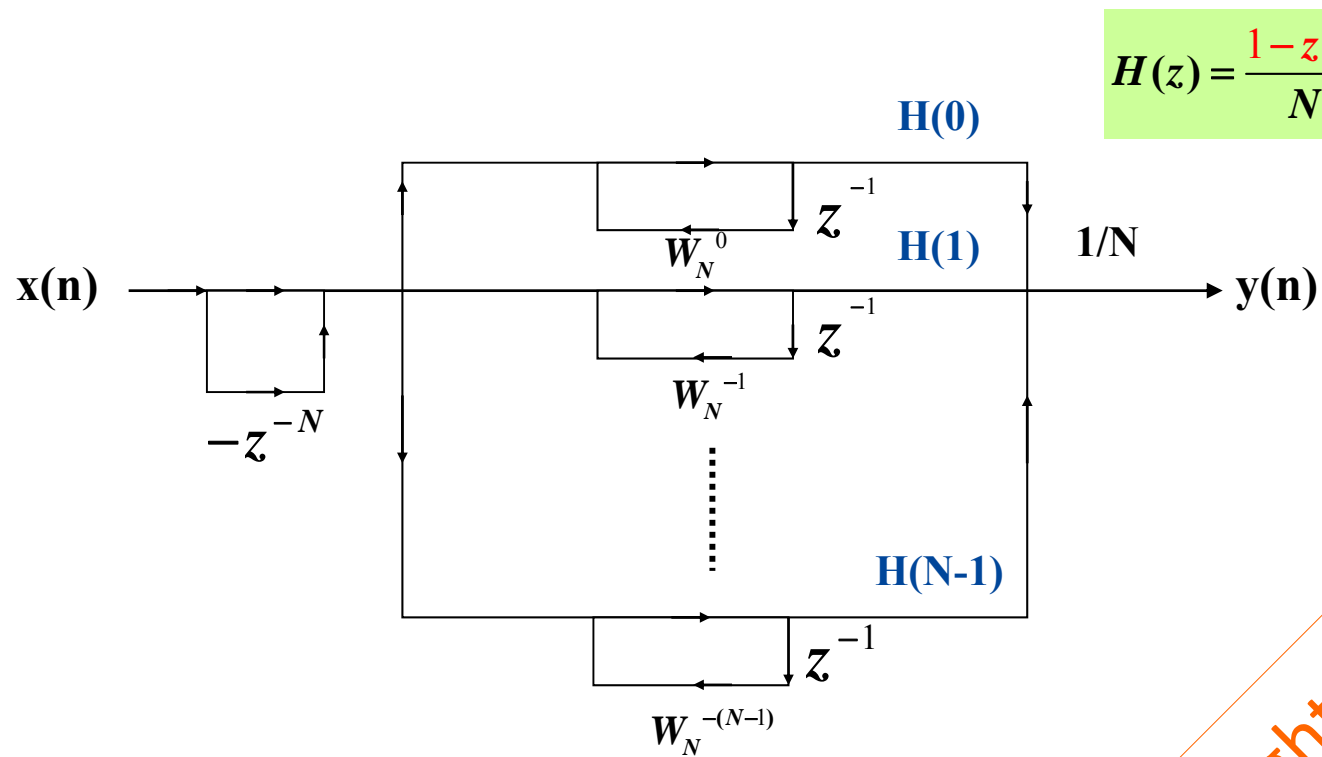 H(z) = 1 − z / N
H(0)
z^{-1}
W_N^0
H(1)
1/N
x(n)
y(n)
z^{-1}
W_N^{-1}
−z^{-N}
H(N-1)
z^{-1}
W_N^{-(N-1)}